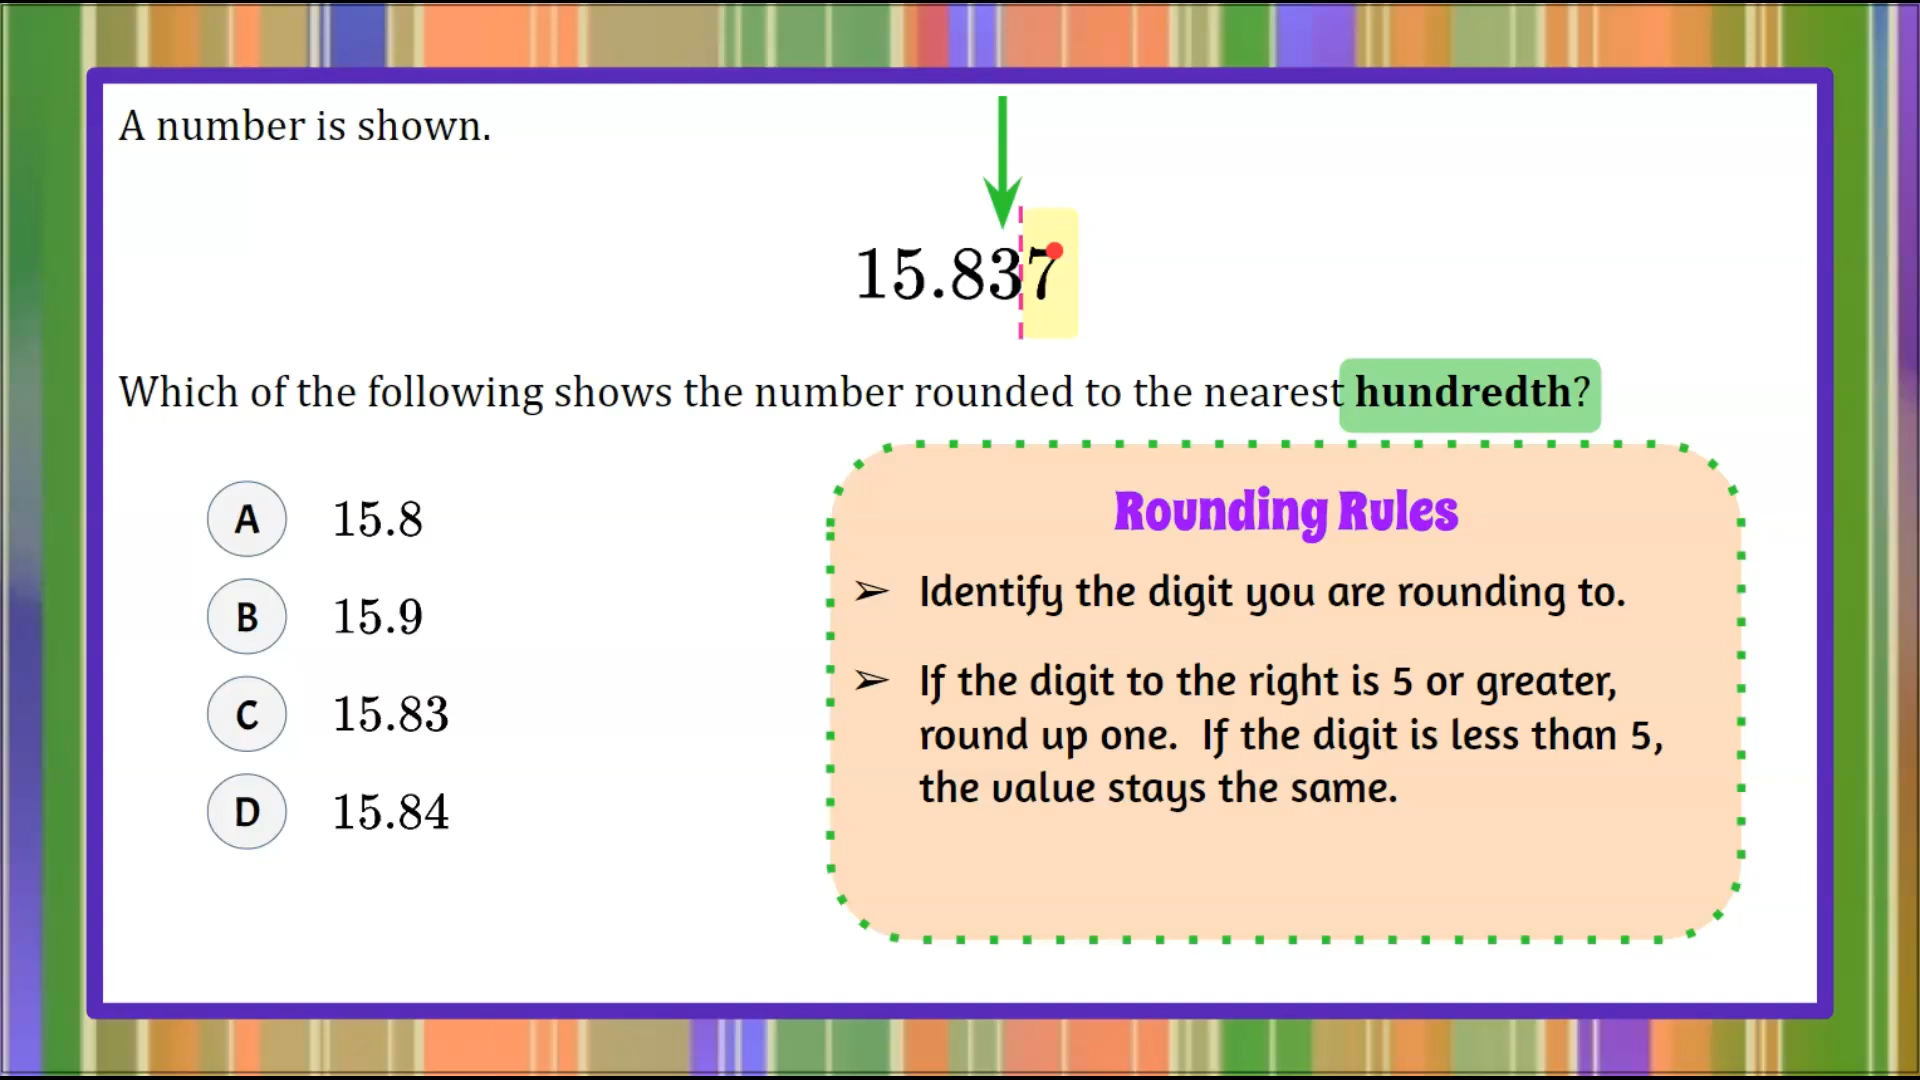 A number is shown.
15.837
Which of the following shows the number rounded to the nearest hundredth?
A 15.8
B 15.9
C 15.83
D 15.84
Rounding Rules
➢ Identify the digit you are rounding to.
➢ If the digit to the right is 5 or greater,
round up one. If the digit is less than 5,
the value stays the same.